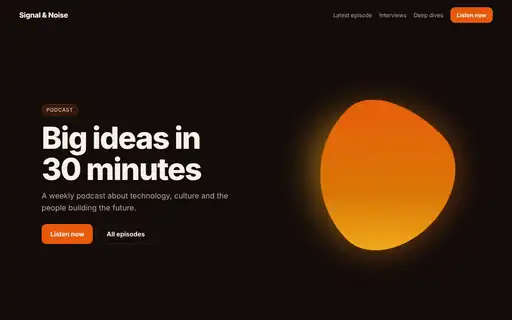 Signal & Noise
Latest episode
Interviews
Deep dives
Listen now
PODCAST
Big ideas in
30 minutes
A weekly podcast about technology, culture and the
people building the future.
Listen now
All episodes